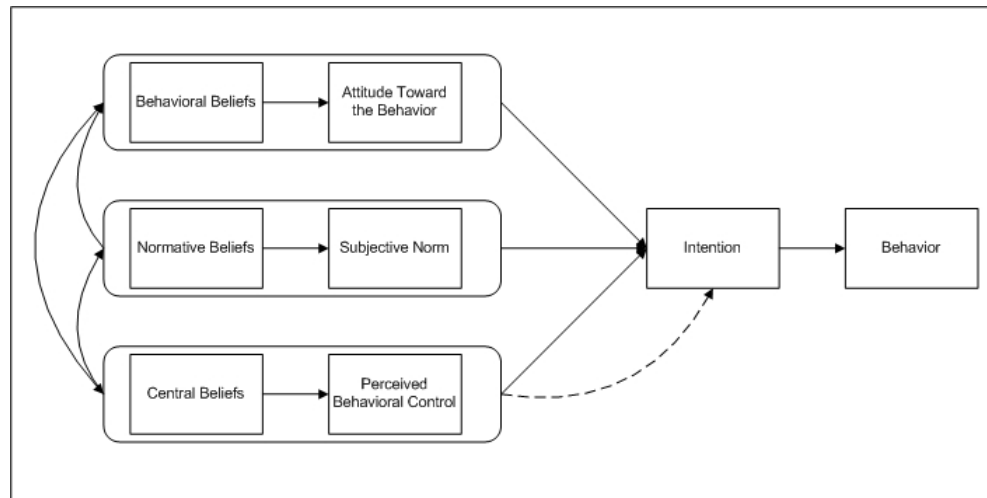 Behavioral Beliefs
Attitude Toward
the Behavior
Normative Beliefs
Subjective Norm
Intention
Behavior
Central Beliefs
Perceived
Behavioral Control